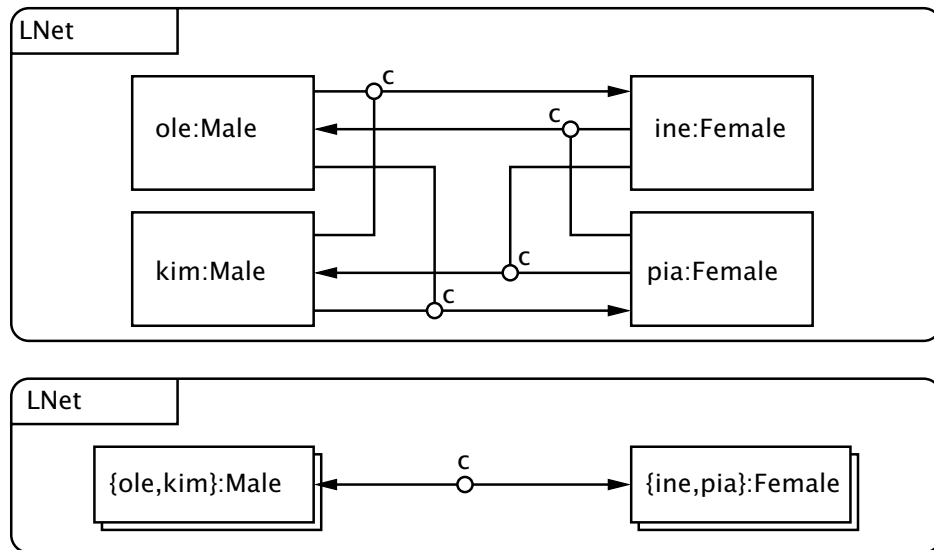 LNet
c
ole:Male
c
ine:Female
kim:Male
c
pia:Female
c
LNet
c
{ole,kim}:Male
{ine,pia}:Female